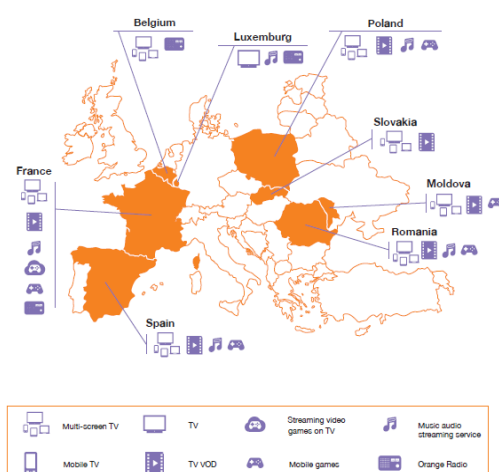 Belgium
Luxemburg
Poland
Slovakia
France
Moldova
Romania
Spain
Multi-screen TV
TV
Streaming video
games on TV
Music audio
streaming service
Mobile TV
TV VOD
Mobile games
Orange Radio